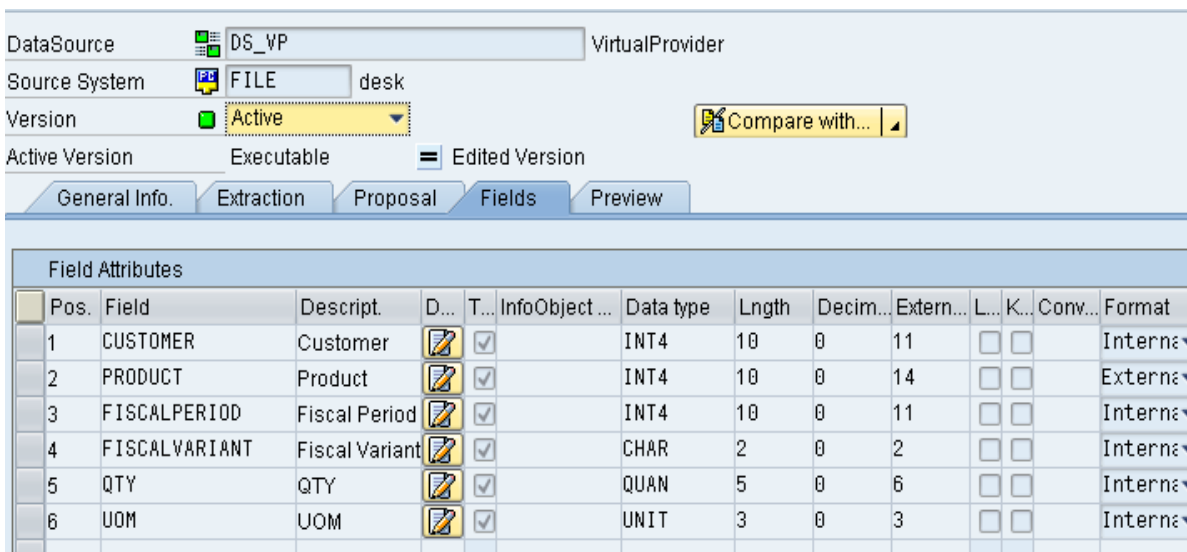 DataSource DS_VP VirtualProvider
Source System FILE desk
Version Active Compare with...
Active Version Executable = Edited Version
General Info. Extraction Proposal Fields Preview
Field Attributes
Pos. Field Descript. D... T... InfoObject ... Data type Lngth Decim... Extern... L... K... Conv... Format
1 CUSTOMER Customer INT4 10 0 11 Interna
2 PRODUCT Product INT4 10 0 14 Externa
3 FISCALPERIOD Fiscal Period INT4 10 0 11 Interna
4 FISCALVARIANT Fiscal Variant CHAR 2 0 2 Interna
5 QTY QTY QUAN 5 0 6 Interna
6 UOM UOM UNIT 3 0 3 Interna